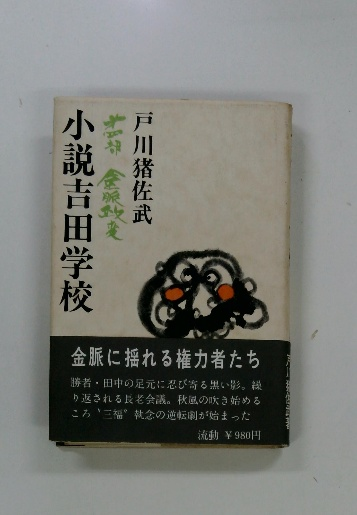 戸川猪佐武
小説吉田学校
第四部 金脈政変
金脈に揺れる権力者たち
勝者・田中の足元に忍び寄る黒い影。繰
り返される長老会議。秋風の吹き始める
ころ〝三福〟執念の逆転劇が始まった
流動 ￥980円